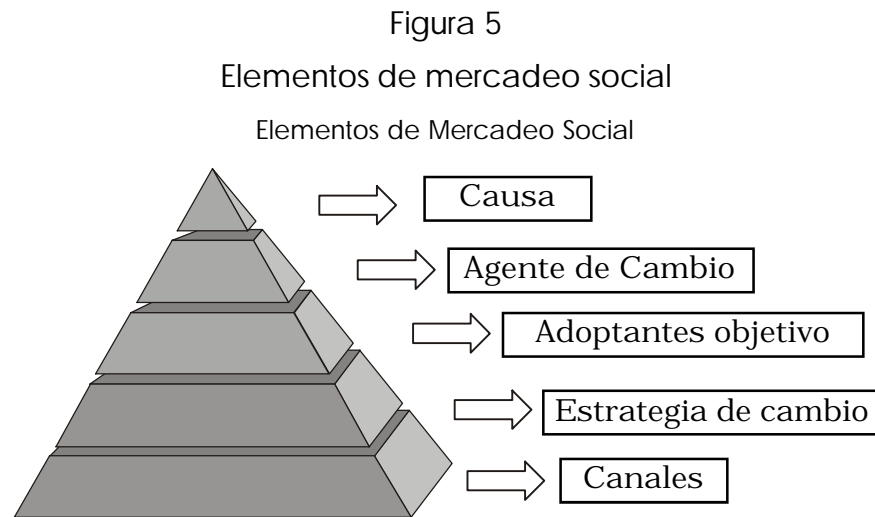 Figura 5
Elementos de mercadeo social
Elementos de Mercadeo Social
Causa
Agente de Cambio
Adoptantes objetivo
Estrategia de cambio
Canales